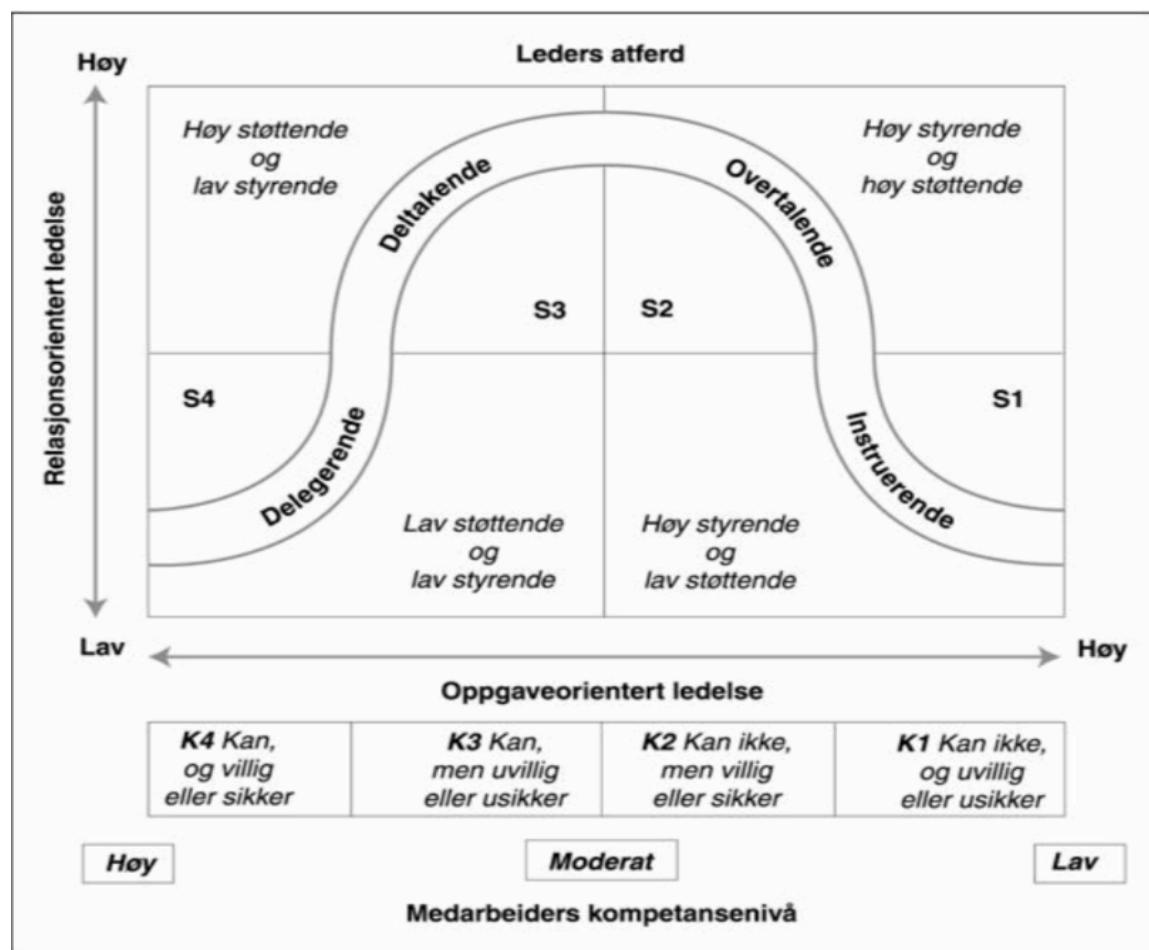 Leders atferd
Høy
Høy støttende
og
lav styrende
Høy styrende
og
høy støttende
Deltakende
Overtalende
Relasjonsorientert ledelse
S3
S2
S4
S1
Delegerende
Instruerende
Lav støttende
og
lav styrende
Høy styrende
og
lav støttende
Lav
Høy
Oppgaveorientert ledelse
K4 Kan,
og villig
eller sikker
K3 Kan,
men uvillig
eller usikker
K2 Kan ikke,
men villig
eller sikker
K1 Kan ikke,
og uvillig
eller usikker
Høy
Moderat
Lav
Medarbeiders kompetansenivå